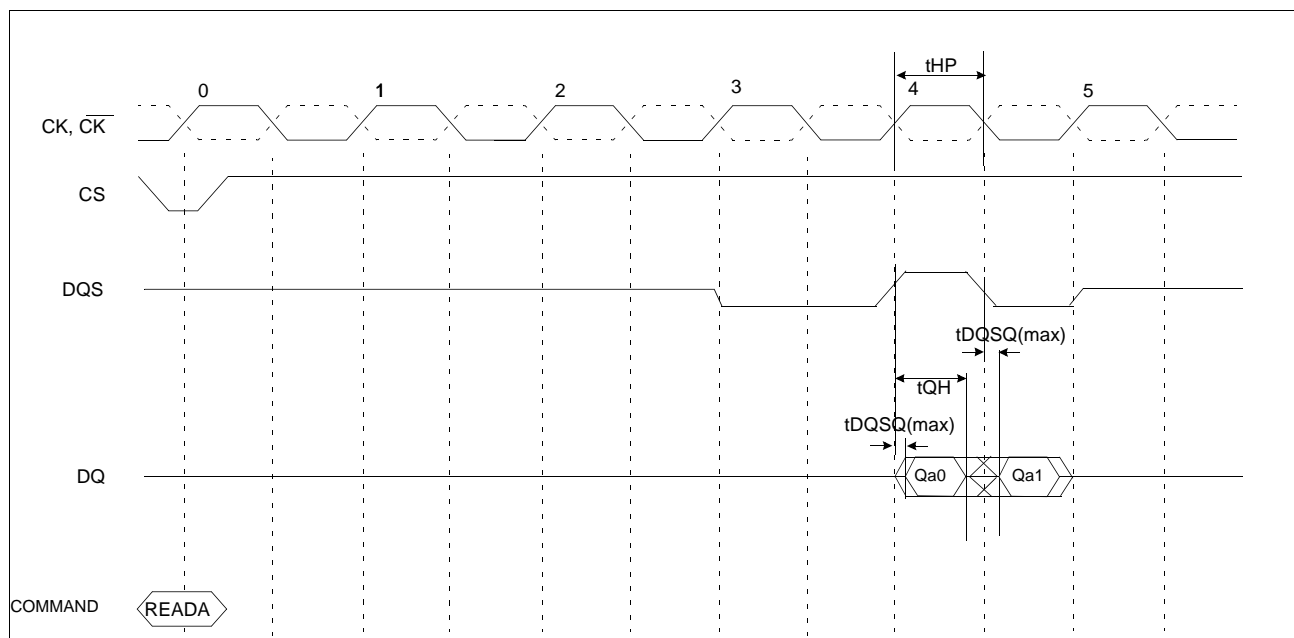 tHP
0 1 2 3 4 5
CK, C̅K̅
CS
DQS
tDQSQ(max)
tQH
tDQSQ(max)
DQ
Qa0 Qa1
COMMAND
READA